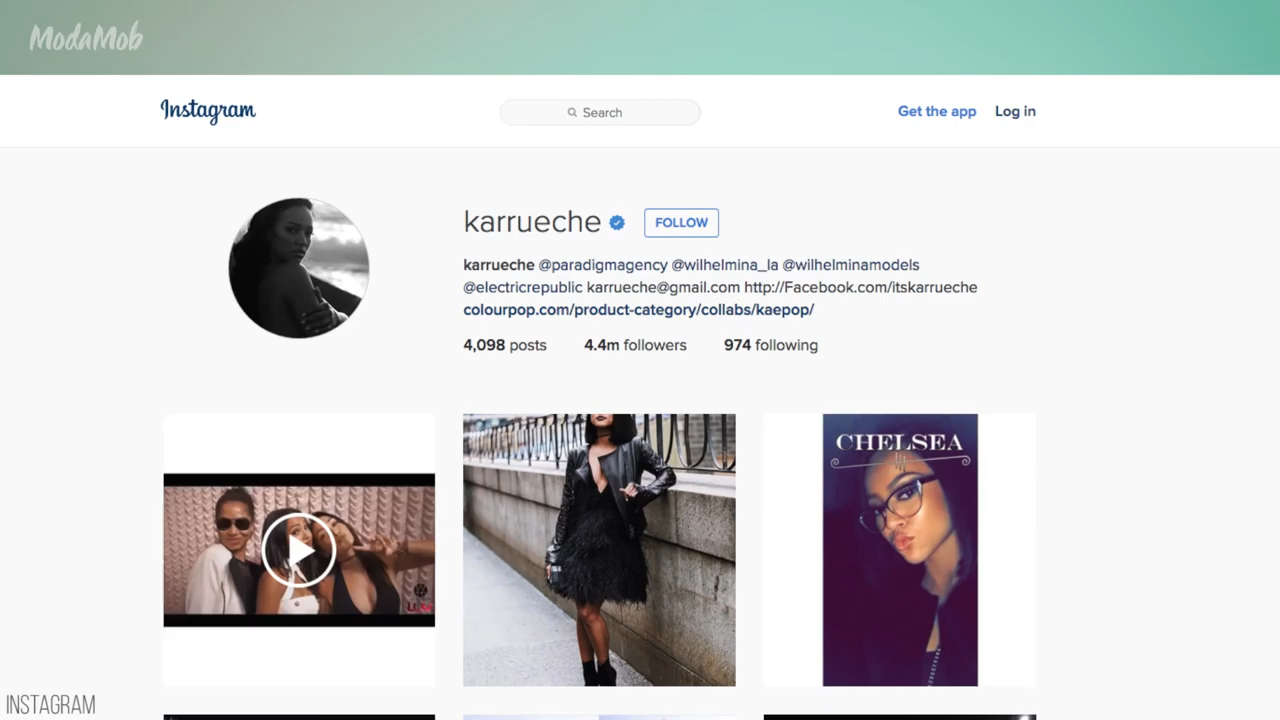 ModaMob
Instagram
Search
Get the app
Log in
karrueche
FOLLOW
karrueche @paradigmagency @wilhelmina_la @wilhelminamodels
@electricrepublic karrueche@gmail.com http://Facebook.com/itskarrueche
colourpop.com/product-category/collabs/kaepop/
4,098 posts
4.4m followers
974 following
CHELSEA
INSTAGRAM